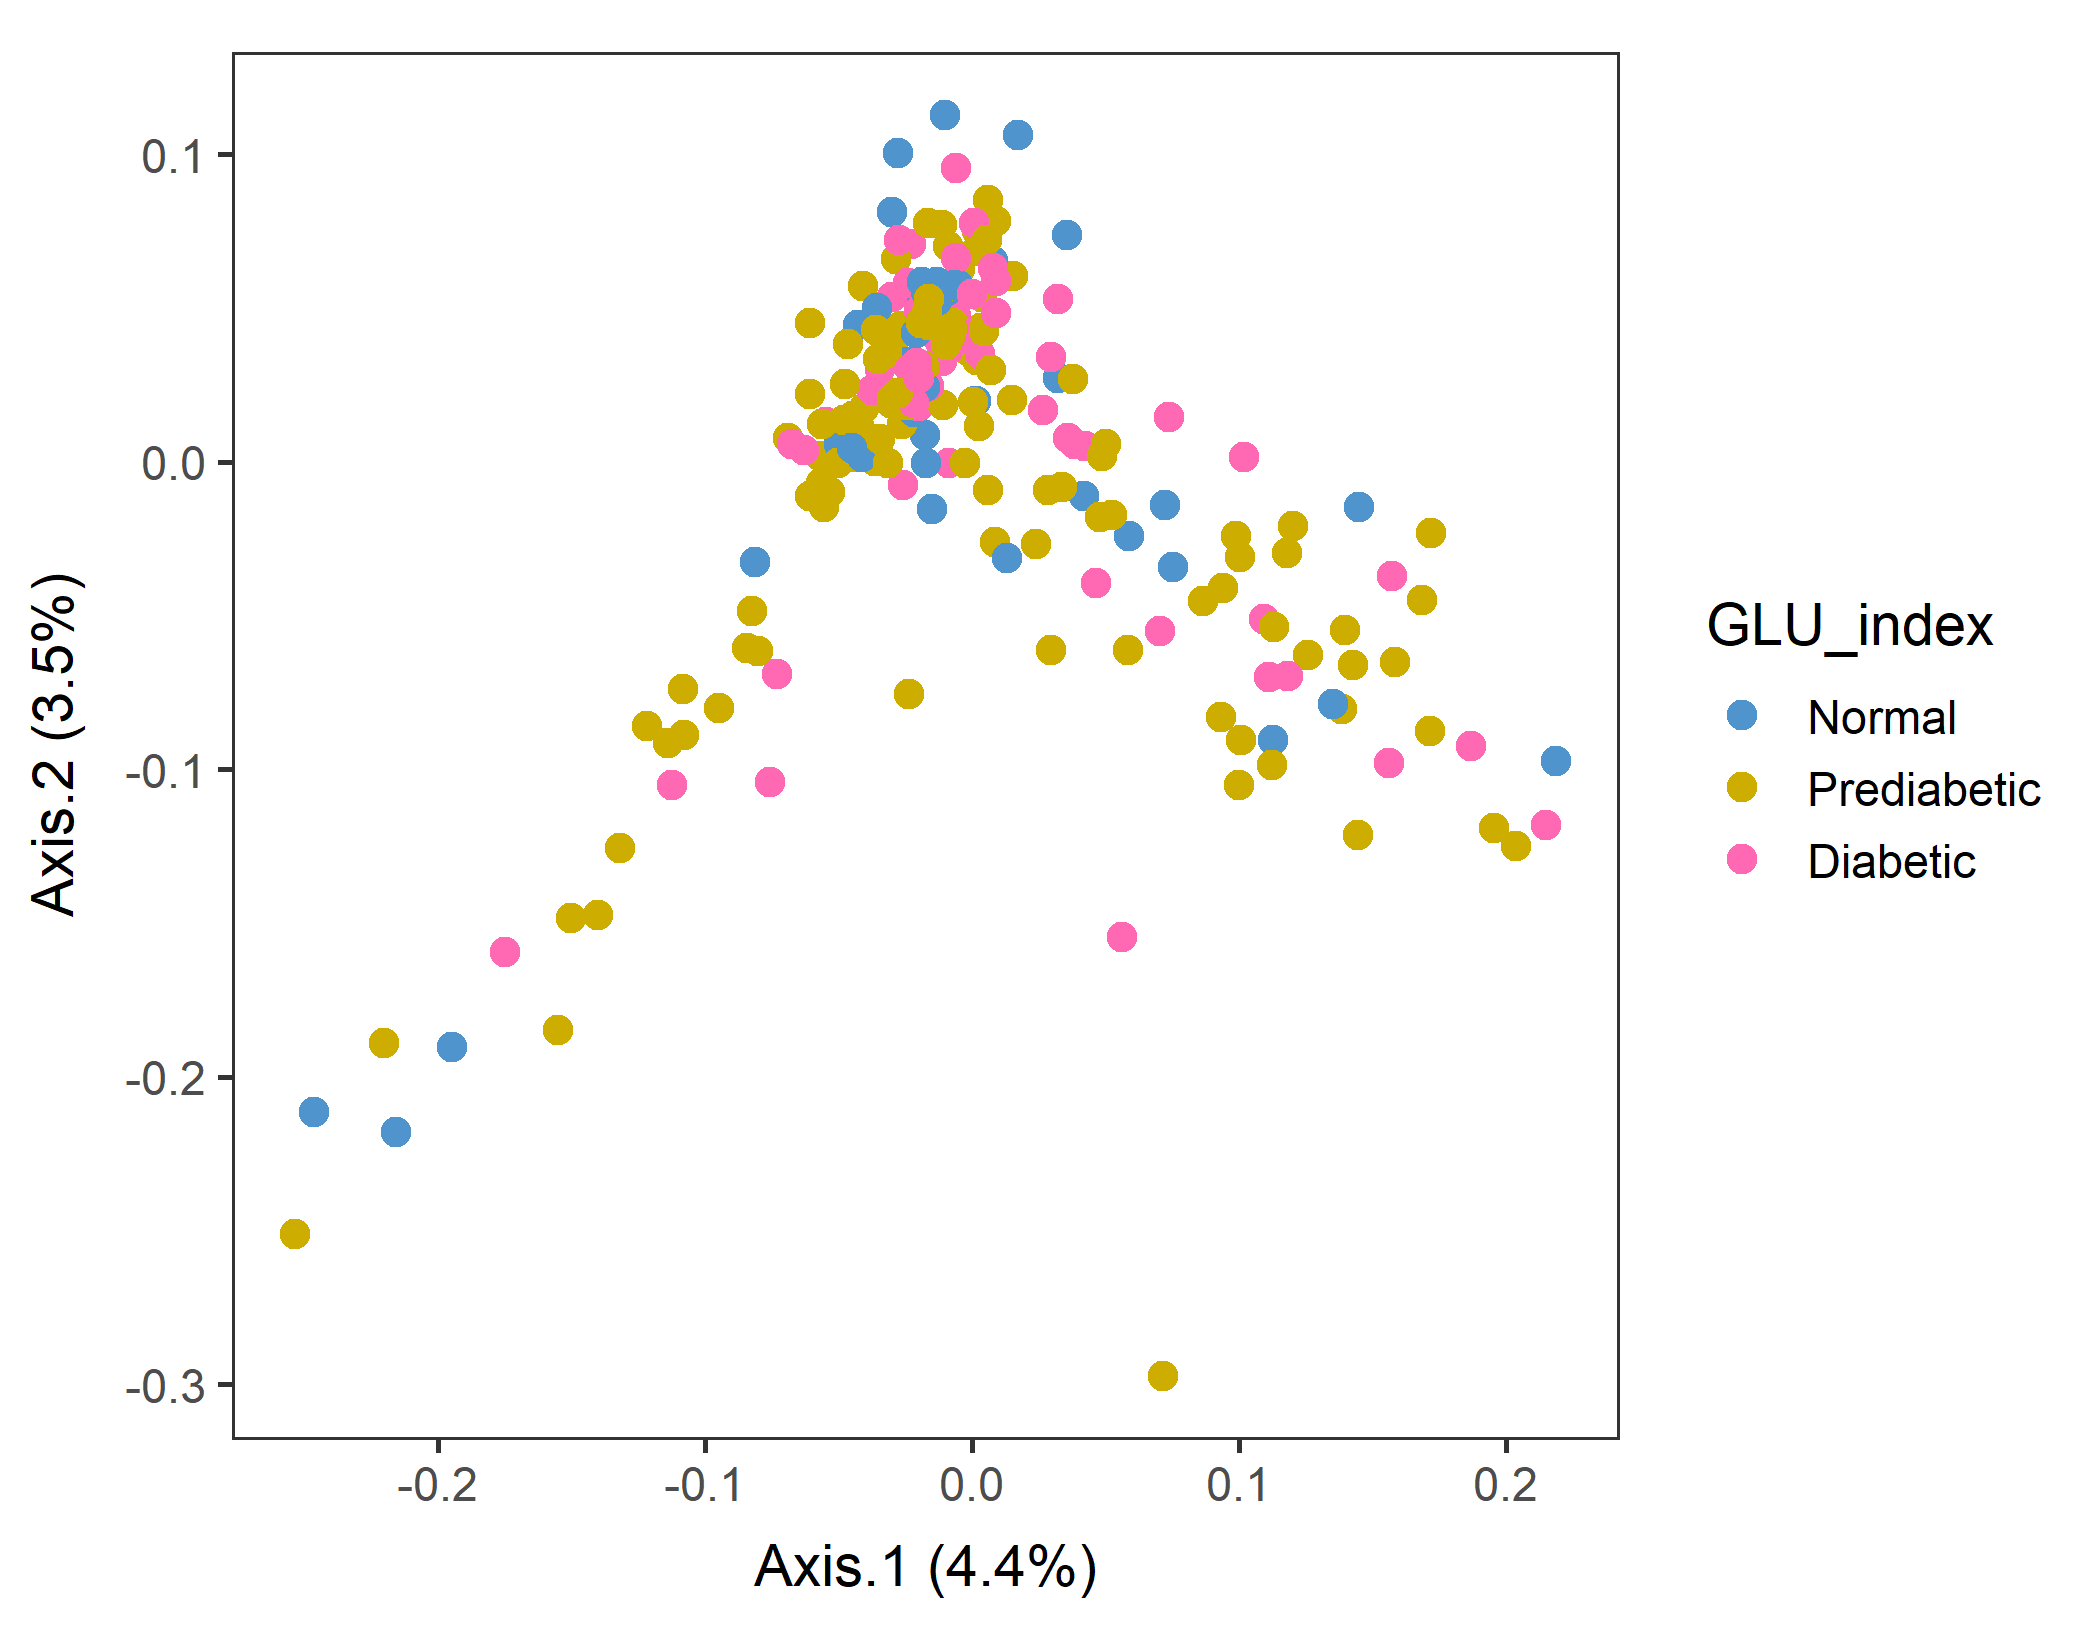 0.1
0.0
-0.1
-0.2
-0.3
Axis.2 (3.5%)
-0.2
-0.1
0.0
0.1
0.2
Axis.1 (4.4%)
GLU_index
Normal
Prediabetic
Diabetic